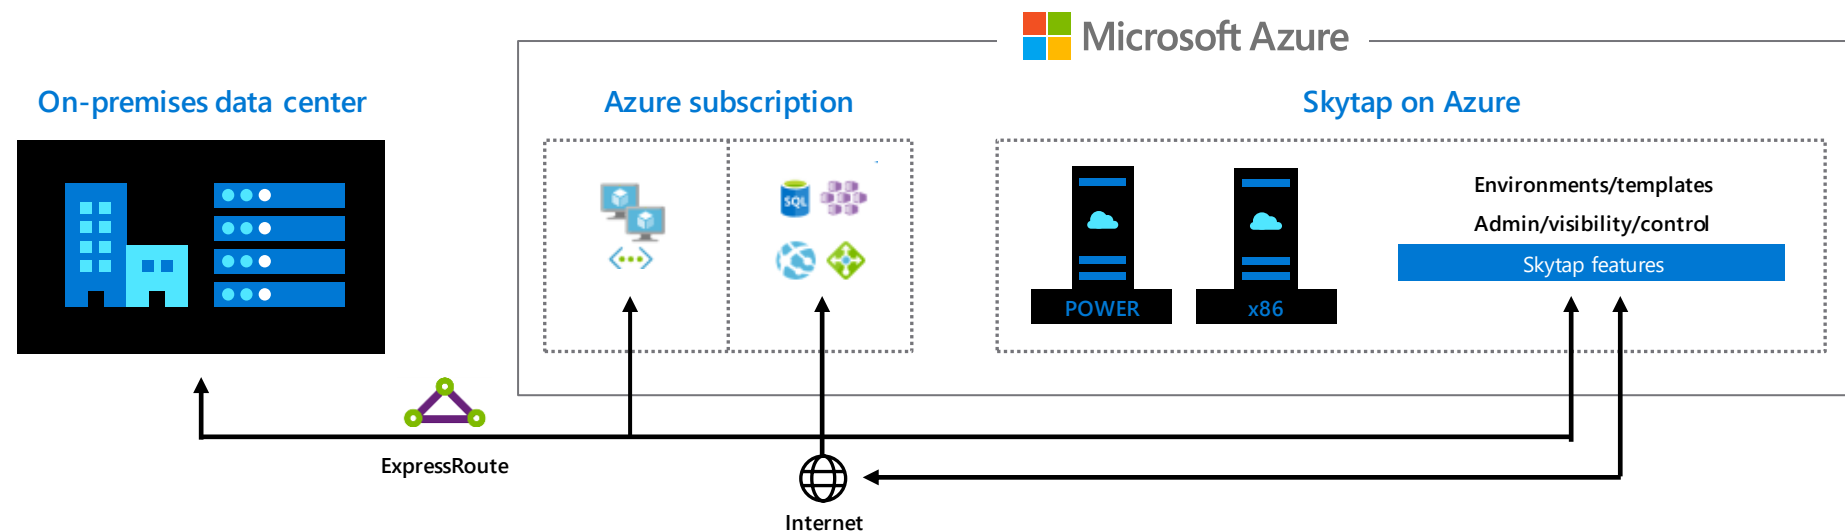 Microsoft Azure
On-premises data center
Azure subscription
Skytap on Azure
SQL
Environments/templates
Admin/visibility/control
Skytap features
POWER
x86
ExpressRoute
Internet